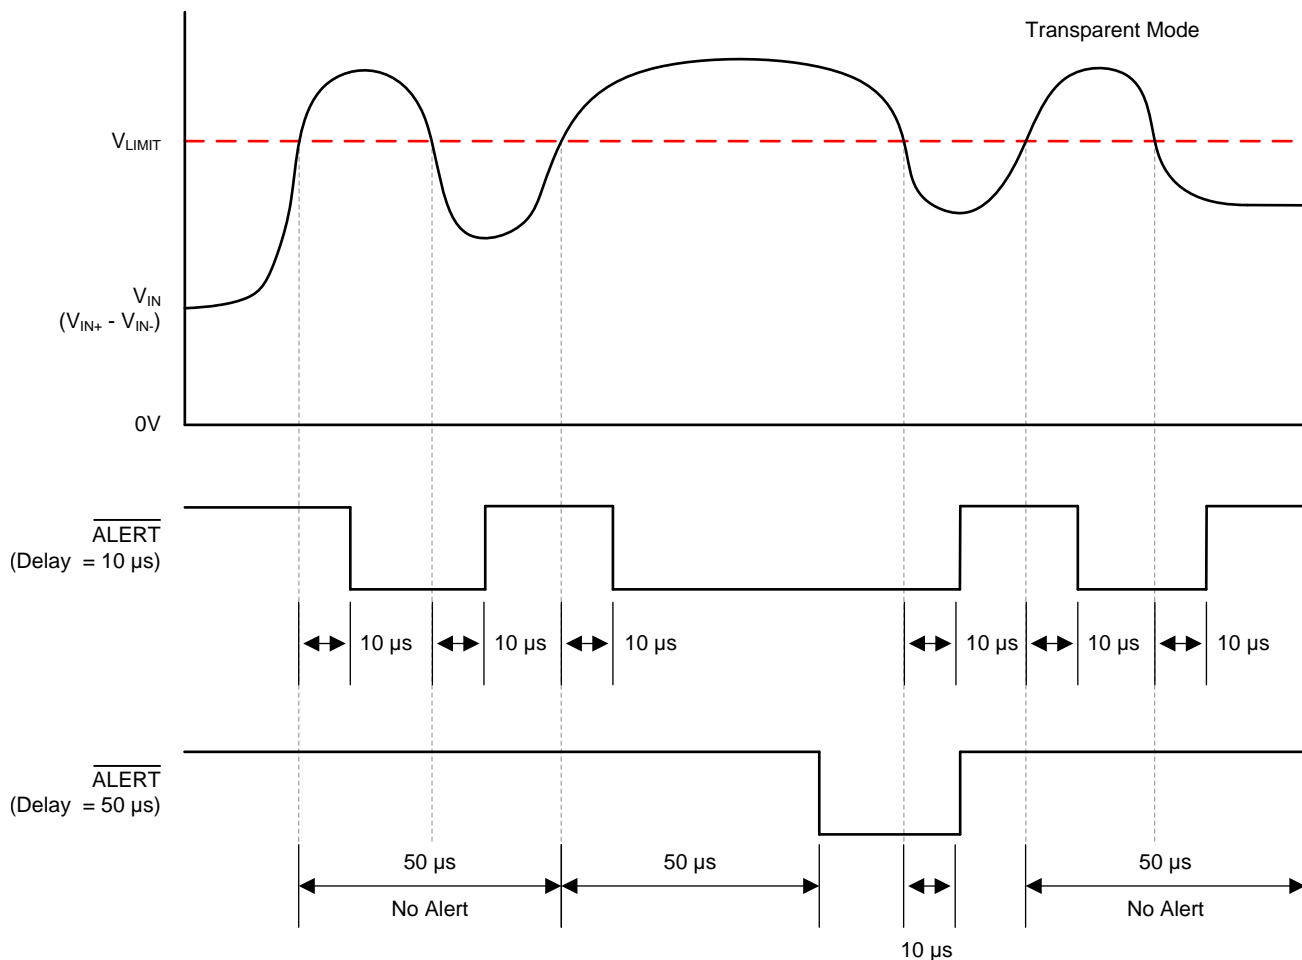 Transparent Mode
VLIMIT
VIN
(VIN+ - VIN-)
0V
ALERT
(Delay = 10 µs)
10 µs
10 µs
10 µs
10 µs
10 µs
10 µs
ALERT
(Delay = 50 µs)
50 µs
50 µs
50 µs
No Alert
No Alert
10 µs